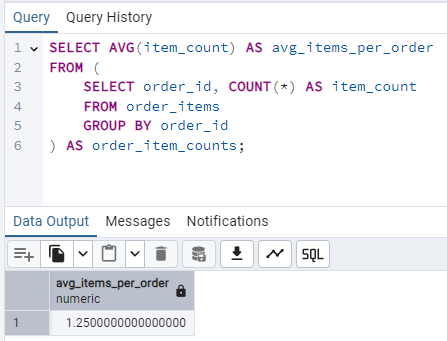 Query Query History
1 SELECT AVG(item_count) AS avg_items_per_order
2 FROM (
3     SELECT order_id, COUNT(*) AS item_count
4     FROM order_items
5     GROUP BY order_id
6 ) AS order_item_counts;
Data Output Messages Notifications
SQL
avg_items_per_order
numeric
1 1.2500000000000000